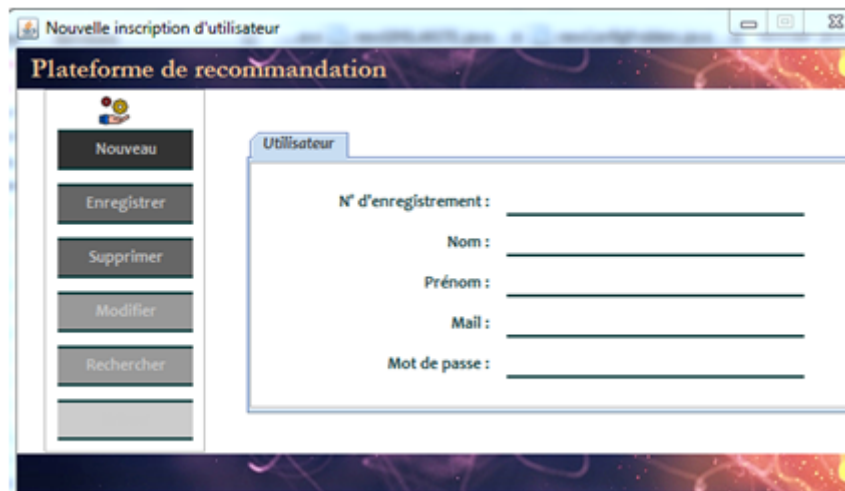 Nouvelle inscription d'utilisateur
Plateforme de recommandation
Nouveau
Enregistrer
Supprimer
Modifier
Rechercher
Utilisateur
N° d'enregistrement :
Nom :
Prénom :
Mail :
Mot de passe :